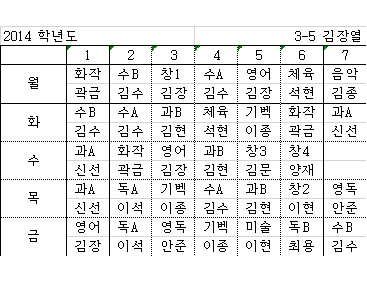 2014 학년도 3-5 김장열
1 2 3 4 5 6 7
월 화작 수B 창1 수A 영어 체육 음악
곽금 김수 김장 김수 김장 석현 김종
화 수B 수A 과B 체육 기벡 화작 과A
김수 김수 김현 석현 이종 곽금 신선
수 과A 화작 영어 과B 창3 창4
신선 곽금 김장 김현 김문 양재
목 과A 독A 기벡 수A 과B 창2 영독
신선 이석 이종 김수 김현 이현 안준
금 영어 독A 영독 기벡 미술 독B 수B
김장 이석 안준 이종 이현 최용 김수